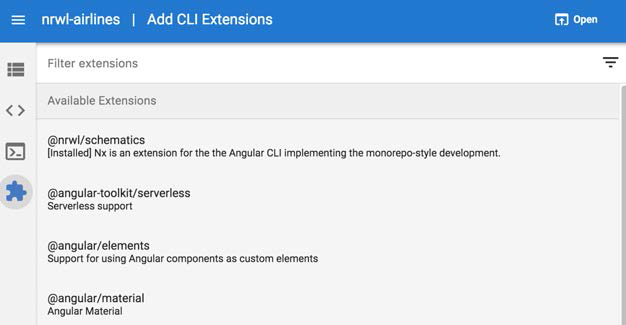 nrwl-airlines | Add CLI Extensions Open
Filter extensions
Available Extensions
@nrwl/schematics
[Installed] Nx is an extension for the the Angular CLI implementing the monorepo-style development.
@angular-toolkit/serverless
Serverless support
@angular/elements
Support for using Angular components as custom elements
@angular/material
Angular Material